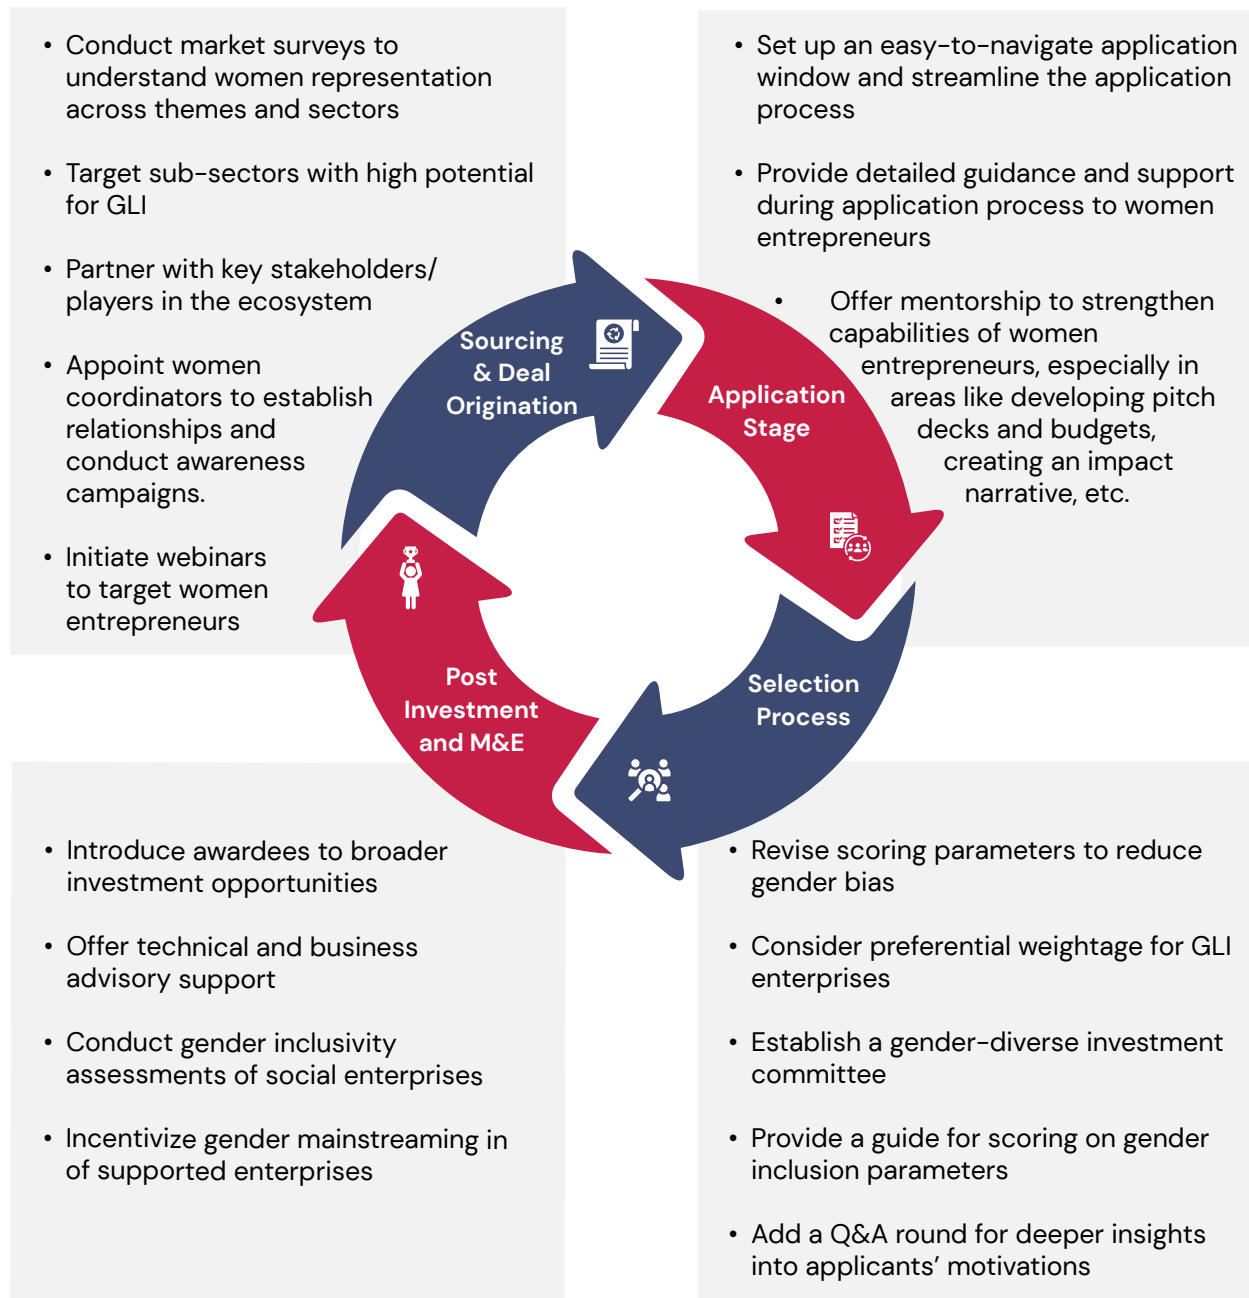 • Conduct market surveys to
understand women representation
across themes and sectors
• Target sub-sectors with high potential
for GLI
• Partner with key stakeholders/
players in the ecosystem
• Appoint women
coordinators to establish
relationships and
conduct awareness
campaigns.
• Initiate webinars
to target women
entrepreneurs
• Set up an easy-to-navigate application
window and streamline the application
process
• Provide detailed guidance and support
during application process to women
entrepreneurs
• Offer mentorship to strengthen
capabilities of women
entrepreneurs, especially in
areas like developing pitch
decks and budgets,
creating an impact
narrative, etc.
Sourcing
& Deal
Origination
Application
Stage
Post
Investment
and M&E
Selection
Process
• Introduce awardees to broader
investment opportunities
• Offer technical and business
advisory support
• Conduct gender inclusivity
assessments of social enterprises
• Incentivize gender mainstreaming in
of supported enterprises
• Revise scoring parameters to reduce
gender bias
• Consider preferential weightage for GLI
enterprises
• Establish a gender-diverse investment
committee
• Provide a guide for scoring on gender
inclusion parameters
• Add a Q&A round for deeper insights
into applicants’ motivations